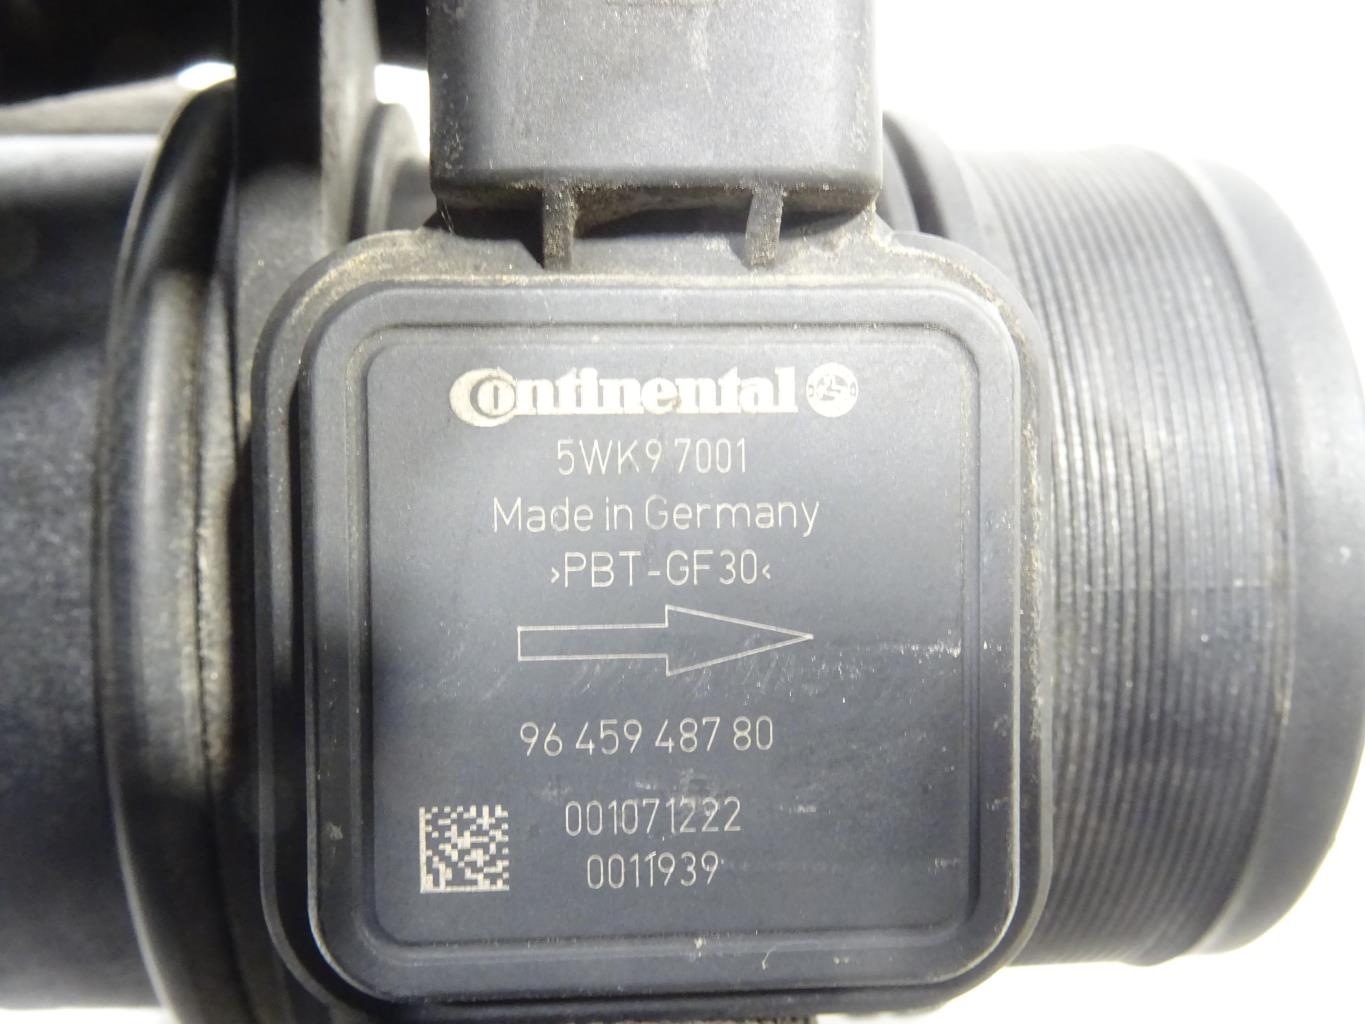 Continental
5WK9 7001
Made in Germany
>PBT-GF30<
96 459 487 80
001071222
0011939